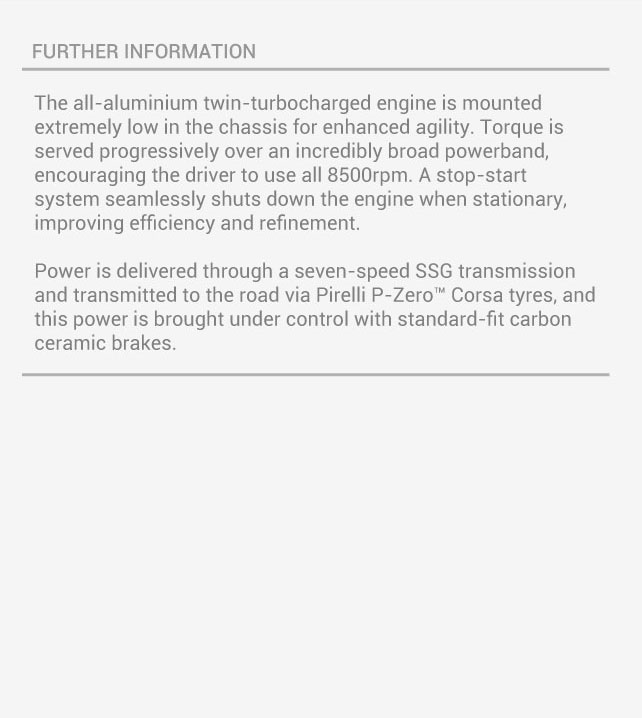 FURTHER INFORMATION
The all-aluminium twin-turbocharged engine is mounted
extremely low in the chassis for enhanced agility. Torque is
served progressively over an incredibly broad powerband,
encouraging the driver to use all 8500rpm. A stop-start
system seamlessly shuts down the engine when stationary,
improving efficiency and refinement.
Power is delivered through a seven-speed SSG transmission
and transmitted to the road via Pirelli P-Zero™ Corsa tyres, and
this power is brought under control with standard-fit carbon
ceramic brakes.